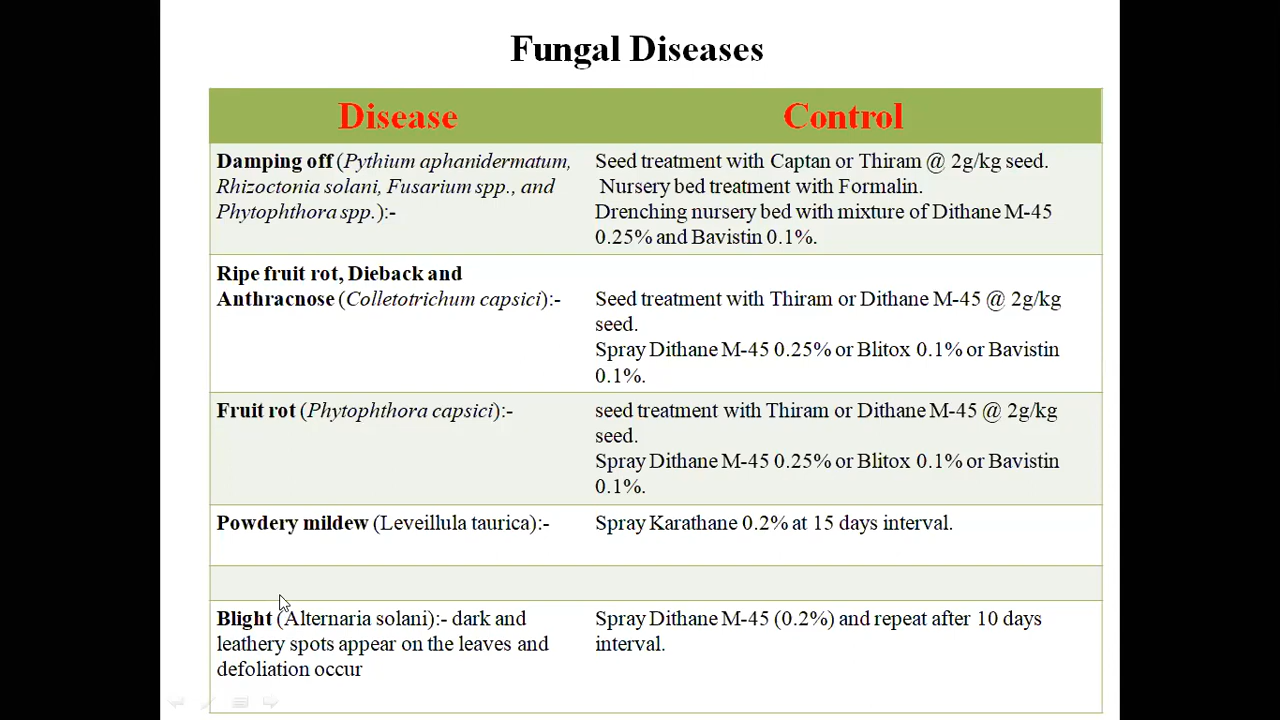 Fungal Diseases
Disease
Control
Damping off (Pythium aphanidermatum,
Rhizoctonia solani, Fusarium spp., and
Phytophthora spp.):-
Seed treatment with Captan or Thiram @ 2g/kg seed.
Nursery bed treatment with Formalin.
Drenching nursery bed with mixture of Dithane M-45
0.25% and Bavistin 0.1%.
Ripe fruit rot, Dieback and
Anthracnose (Colletotrichum capsici):-
Seed treatment with Thiram or Dithane M-45 @ 2g/kg
seed.
Spray Dithane M-45 0.25% or Blitox 0.1% or Bavistin
0.1%.
Fruit rot (Phytophthora capsici):-
seed treatment with Thiram or Dithane M-45 @ 2g/kg
seed.
Spray Dithane M-45 0.25% or Blitox 0.1% or Bavistin
0.1%.
Powdery mildew (Leveillula taurica):-
Spray Karathane 0.2% at 15 days interval.
Blight (Alternaria solani):- dark and
leathery spots appear on the leaves and
defoliation occur
Spray Dithane M-45 (0.2%) and repeat after 10 days
interval.